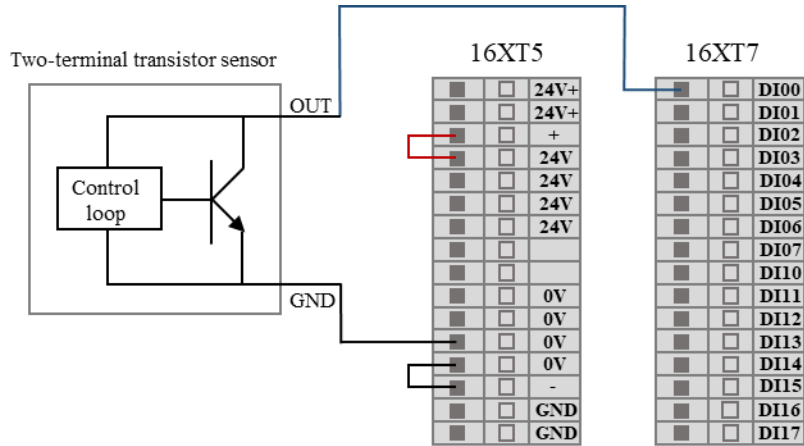 Two-terminal transistor sensor
OUT
Control
loop
GND
16XT5
24V+
24V+
+
24V
24V
24V
24V
0V
0V
0V
0V
-
GND
GND
16XT7
DI00
DI01
DI02
DI03
DI04
DI05
DI06
DI07
DI10
DI11
DI12
DI13
DI14
DI15
DI16
DI17